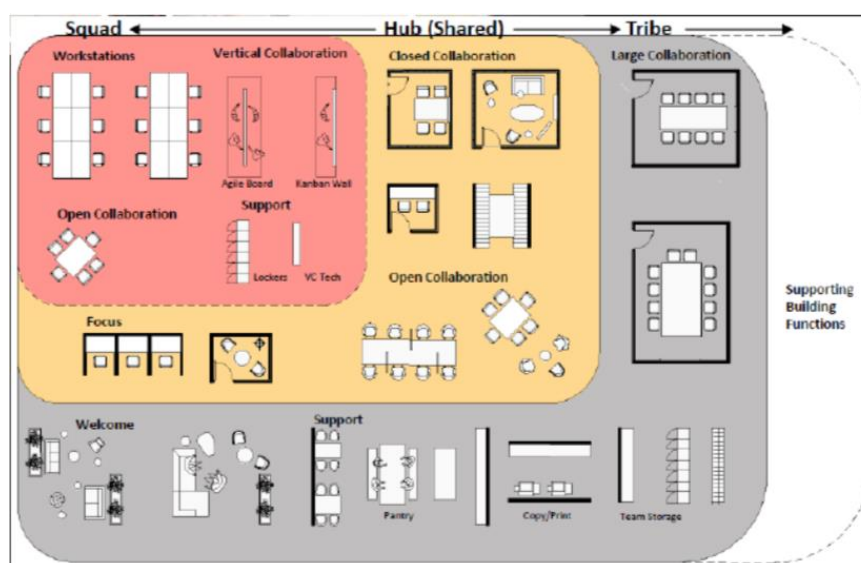 Squad Hub (Shared) Tribe
Workstations Vertical Collaboration Closed Collaboration Large Collaboration
Agile Board Kanban Wall
Open Collaboration Support
Lockers VC Tech
Open Collaboration
Supporting
Building
Functions
Focus
Welcome Support
Pantry Copy/Print Team Storage